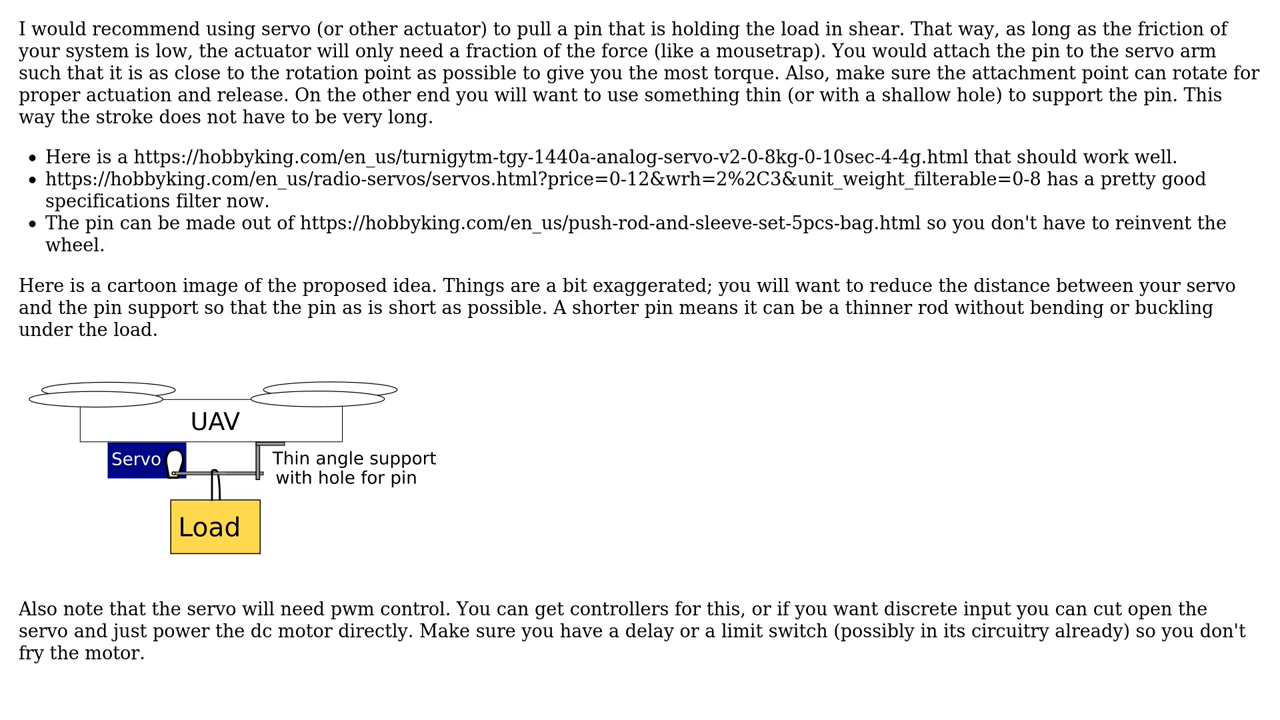 I would recommend using servo (or other actuator) to pull a pin that is holding the load in shear. That way, as long as the friction of
your system is low, the actuator will only need a fraction of the force (like a mousetrap). You would attach the pin to the servo arm
such that it is as close to the rotation point as possible to give you the most torque. Also, make sure the attachment point can rotate for
proper actuation and release. On the other end you will want to use something thin (or with a shallow hole) to support the pin. This
way the stroke does not have to be very long.
• Here is a https://hobbyking.com/en_us/turnigytm-tgy-1440a-analog-servo-v2-0-8kg-0-10sec-4-4g.html that should work well.
• https://hobbyking.com/en_us/radio-servos/servos.html?price=0-12&wrh=2%2C3&unit_weight_filterable=0-8 has a pretty good
specifications filter now.
• The pin can be made out of https://hobbyking.com/en_us/push-rod-and-sleeve-set-5pcs-bag.html so you don't have to reinvent the
wheel.
Here is a cartoon image of the proposed idea. Things are a bit exaggerated; you will want to reduce the distance between your servo
and the pin support so that the pin as is short as possible. A shorter pin means it can be a thinner rod without bending or buckling
under the load.
UAV
Servo
Thin angle support
with hole for pin
Load
Also note that the servo will need pwm control. You can get controllers for this, or if you want discrete input you can cut open the
servo and just power the dc motor directly. Make sure you have a delay or a limit switch (possibly in its circuitry already) so you don't
fry the motor.